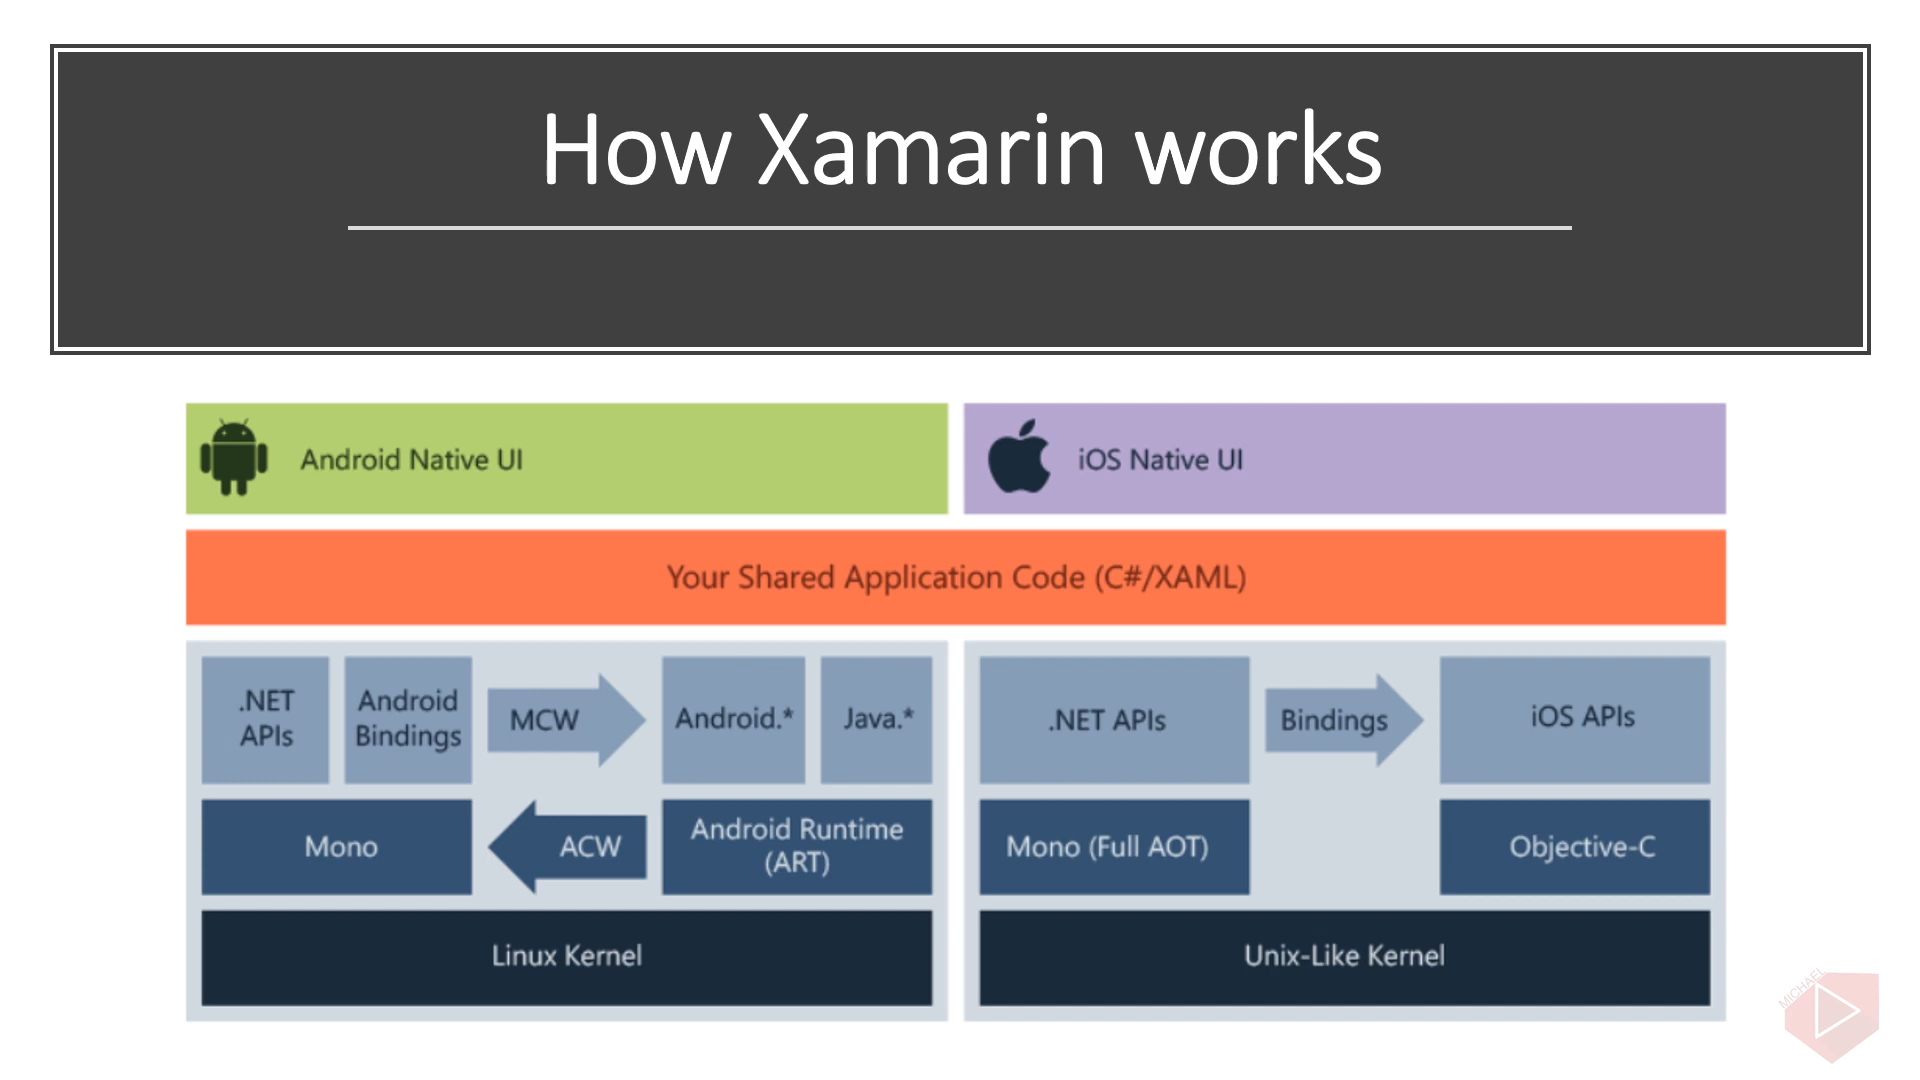 How Xamarin works
Android Native UI
iOS Native UI
Your Shared Application Code (C#/XAML)
.NET
APIs
Android
Bindings
MCW
Android.*
Java.*
Mono
ACW
Android Runtime
(ART)
Linux Kernel
.NET APIs
Bindings
iOS APIs
Mono (Full AOT)
Objective-C
Unix-Like Kernel
MICHAEL